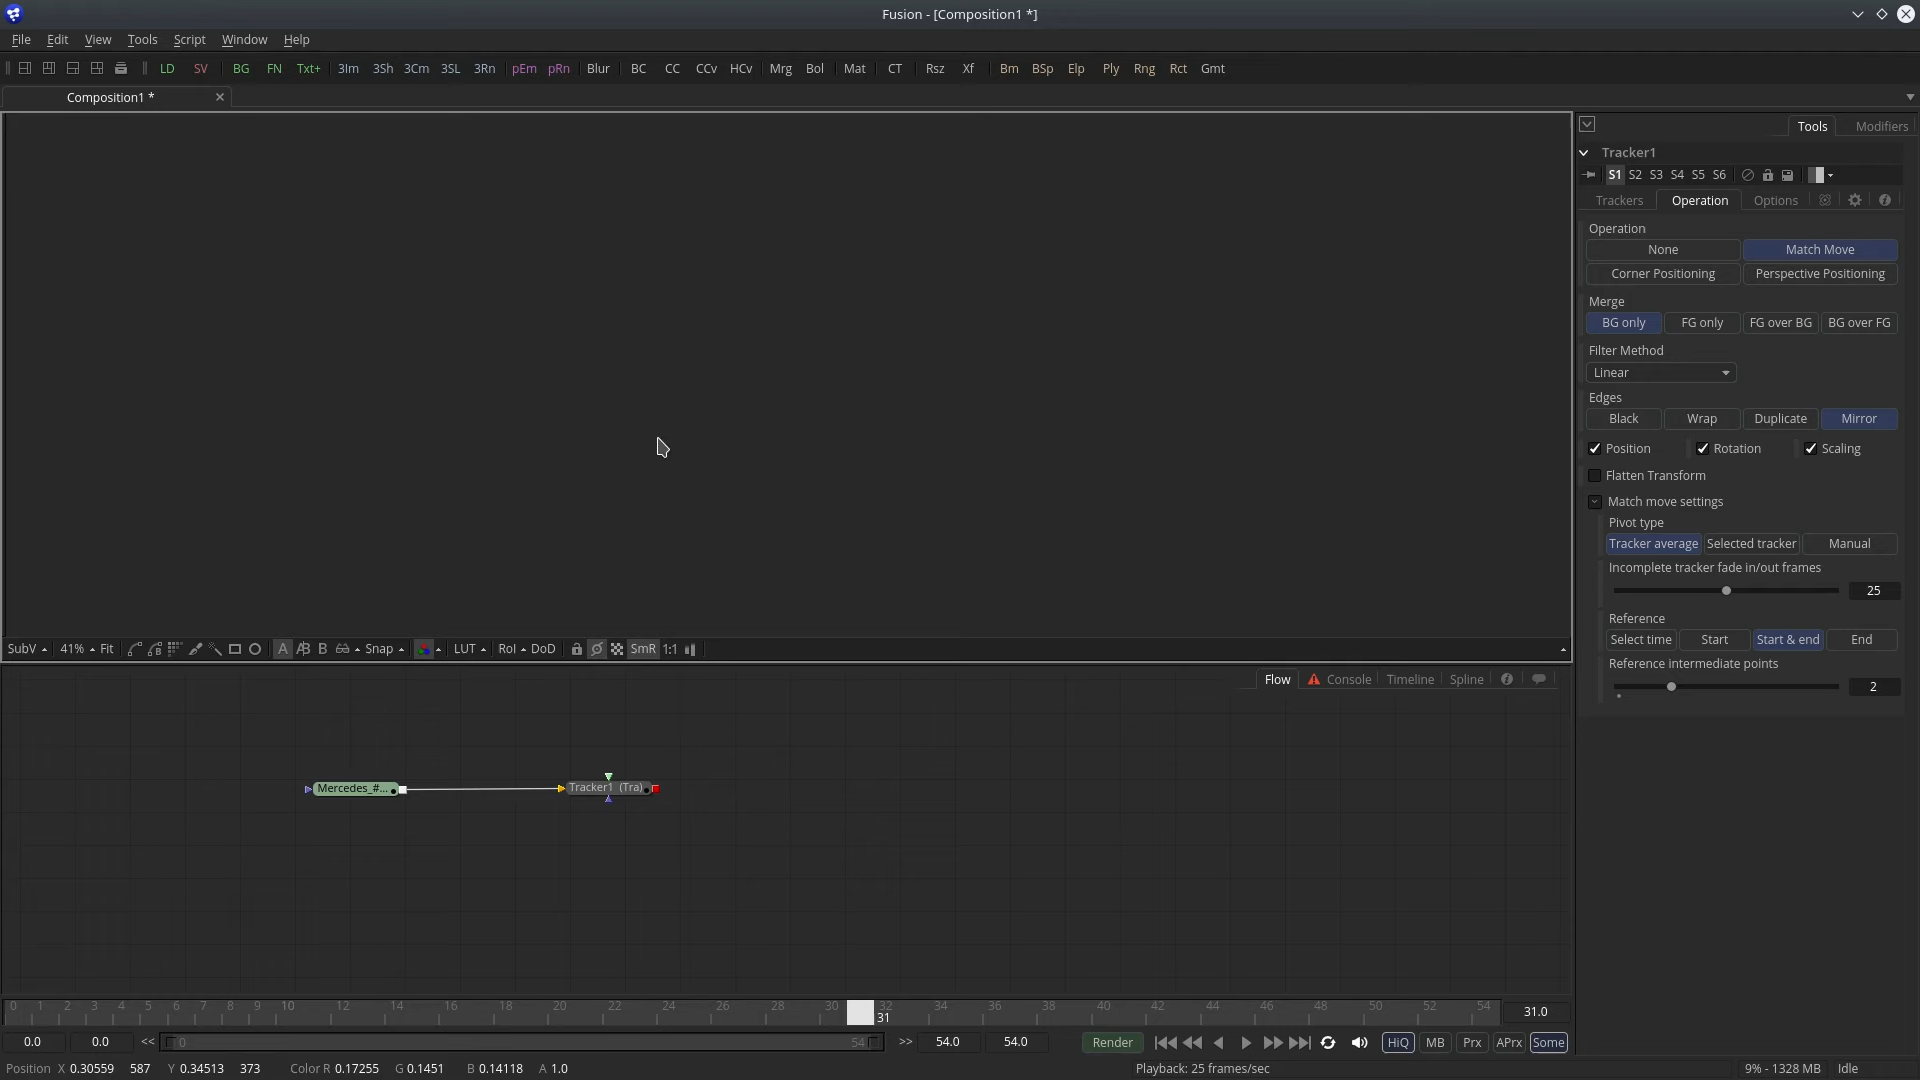 Fusion - [Composition1 *]
File Edit View Tools Script Window Help
LD SV BG FN Txt+ 3Im 3Sh 3Cm 3SL 3Rn pEm pRn Blur BC CC CCv HCv Mrg Bol Mat CT Rsz Xf Bm BSp Elp Ply Rng Rct Gmt
Composition1 *
Tools Modifiers
Tracker1
S1 S2 S3 S4 S5 S6
Trackers Operation Options
Operation
None Match Move
Corner Positioning Perspective Positioning
Merge
BG only FG only FG over BG BG over FG
Filter Method
Linear
Edges
Black Wrap Duplicate Mirror
Position Rotation Scaling
Flatten Transform
Match move settings
Pivot type
Tracker average Selected tracker Manual
Incomplete tracker fade in/out frames
25
Reference
Select time Start Start & end End
Reference intermediate points
2
SubV 41% Fit A A|B B Snap LUT RoI DoD SmR 1:1
Flow Console Timeline Spline
Mercedes_#... Tracker1 (Tra)
0 1 2 3 4 5 6 7 8 9 10 12 14 16 18 20 22 24 26 28 30 32 34 36 38 40 42 44 46 48 50 52 54
31 31.0
0.0 0.0 << 0 54 >> 54.0 54.0 Render HiQ MB Prx APrx Some
Position X 0.30559 587 Y 0.34513 373 Color R 0.17255 G 0.1451 B 0.14118 A 1.0 Playback: 25 frames/sec 9% - 1328 MB Idle